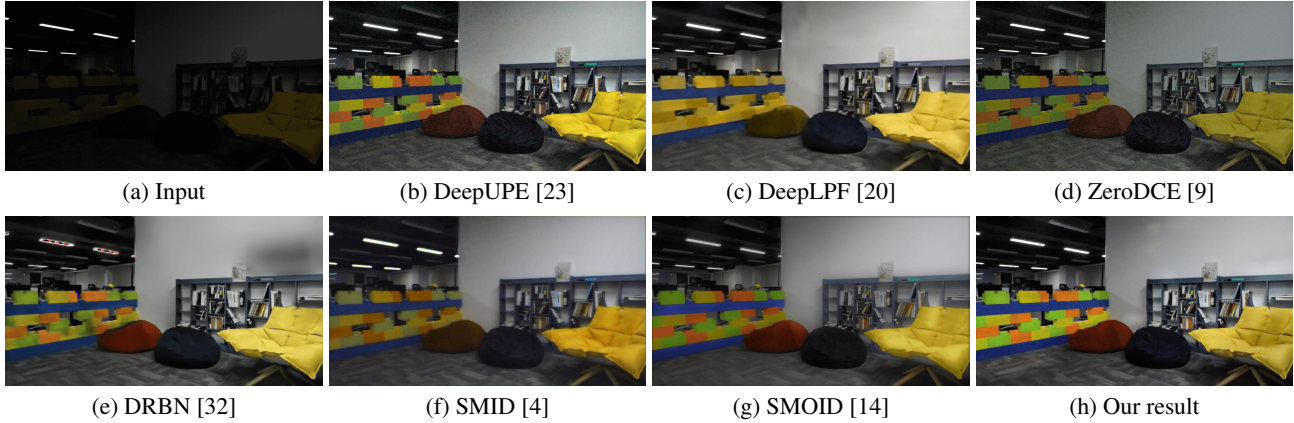 (a) Input
(b) DeepUPE [23]
(c) DeepLPF [20]
(d) ZeroDCE [9]
(e) DRBN [32]
(f) SMID [4]
(g) SMOID [14]
(h) Our result